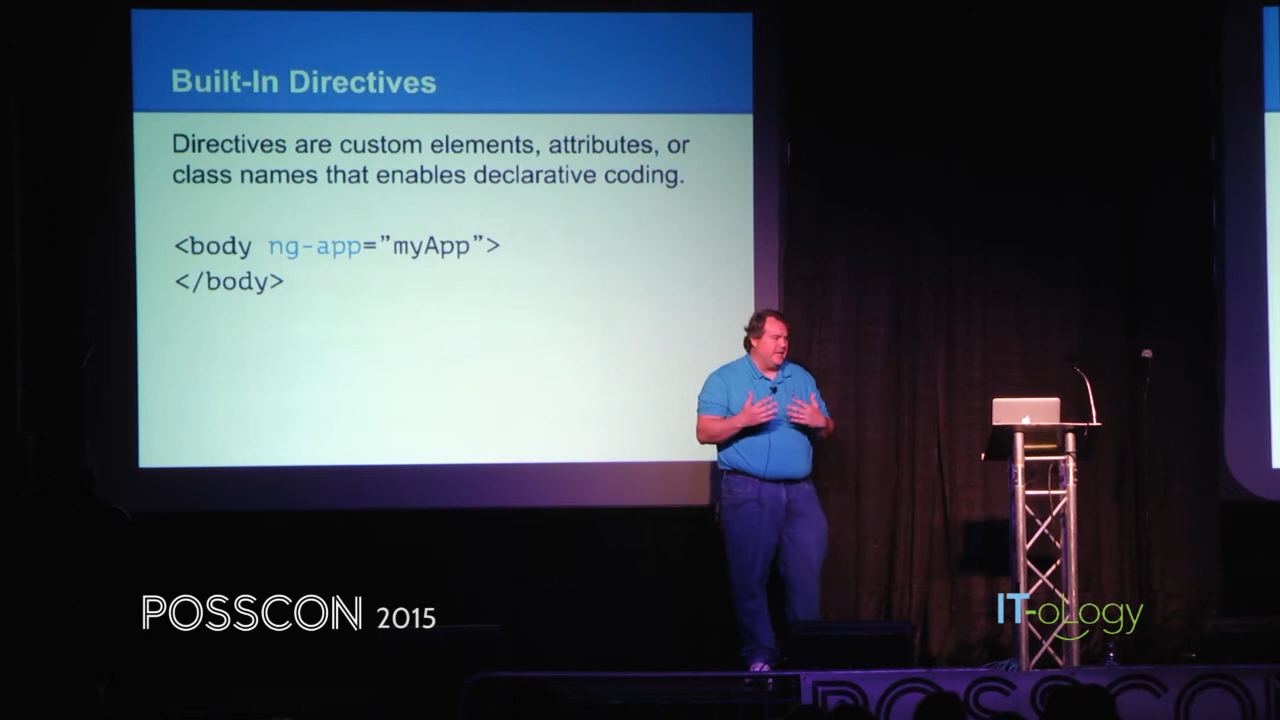 Built-In Directives
Directives are custom elements, attributes, or
class names that enables declarative coding.
<body ng-app=”myApp”>
</body>
POSSCON 2015
IT-oLogy
POSSCO